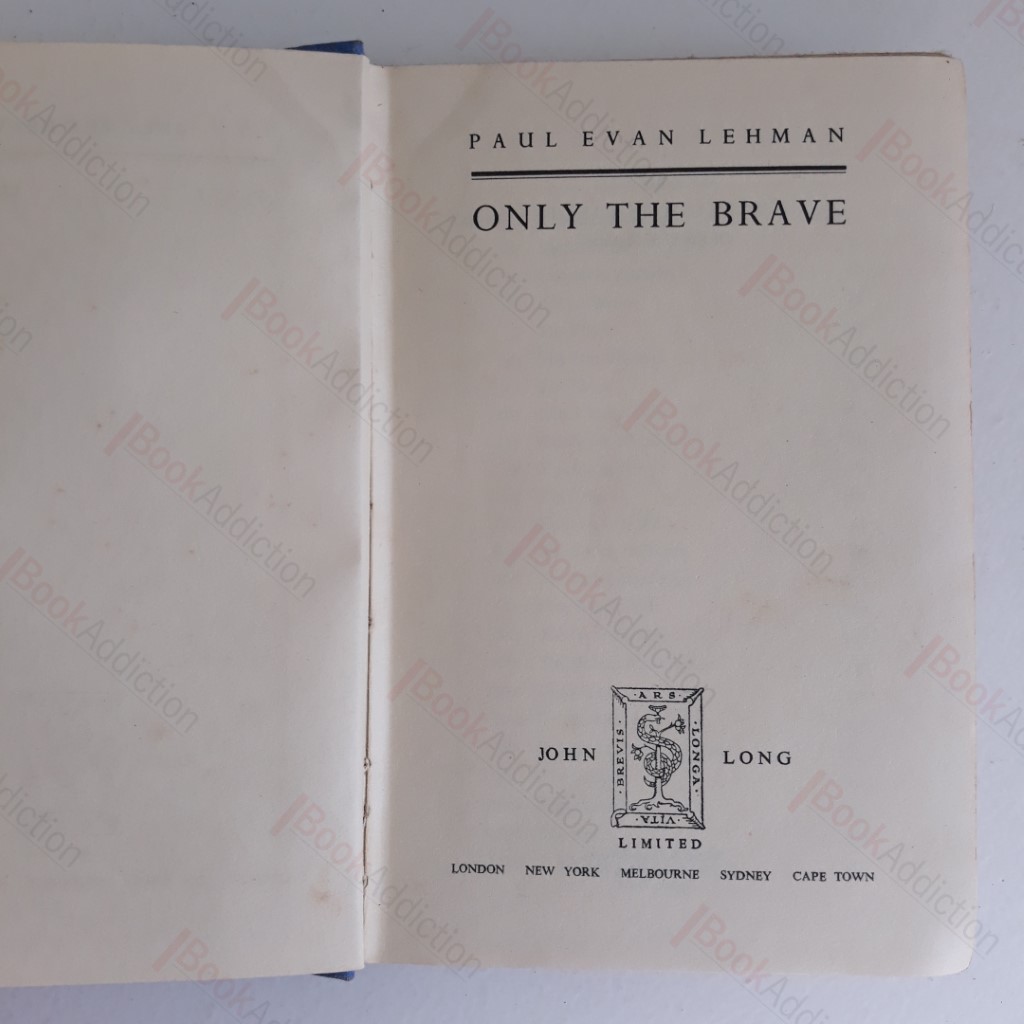 PAUL EVAN LEHMAN
ONLY THE BRAVE
· ARS ·
BREVIS ·
LONGA ·
· VITA ·
JOHN LONG
LIMITED
LONDON NEW YORK MELBOURNE SYDNEY CAPE TOWN
BookAddiction